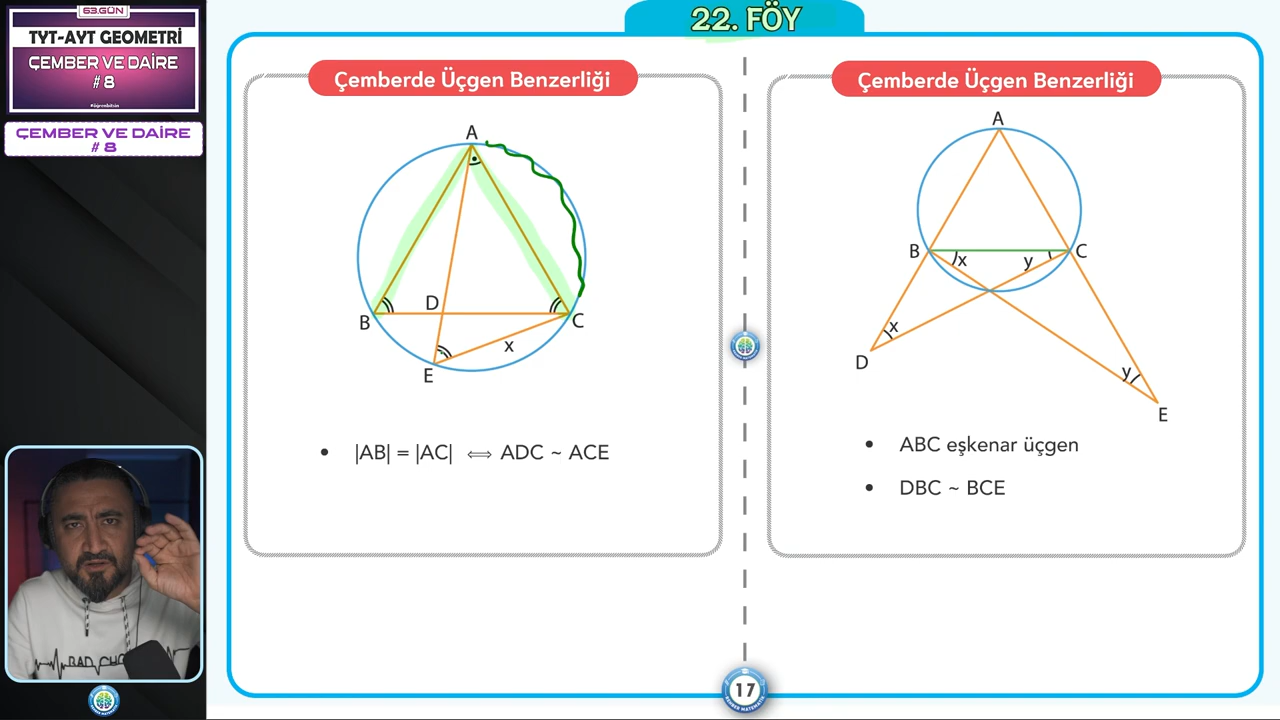 63.GÜN
TYT-AYT GEOMETRİ
ÇEMBER VE DAİRE
# 8
#ogrenbitsin
ÇEMBER VE DAİRE
# 8
22. FÖY
Çemberde Üçgen Benzerliği
A
B
D
C
x
E
• |AB| = |AC| ⟺ ADC ~ ACE
Çemberde Üçgen Benzerliği
A
B
x
y
C
x
D
y
E
• ABC eşkenar üçgen
• DBC ~ BCE
17